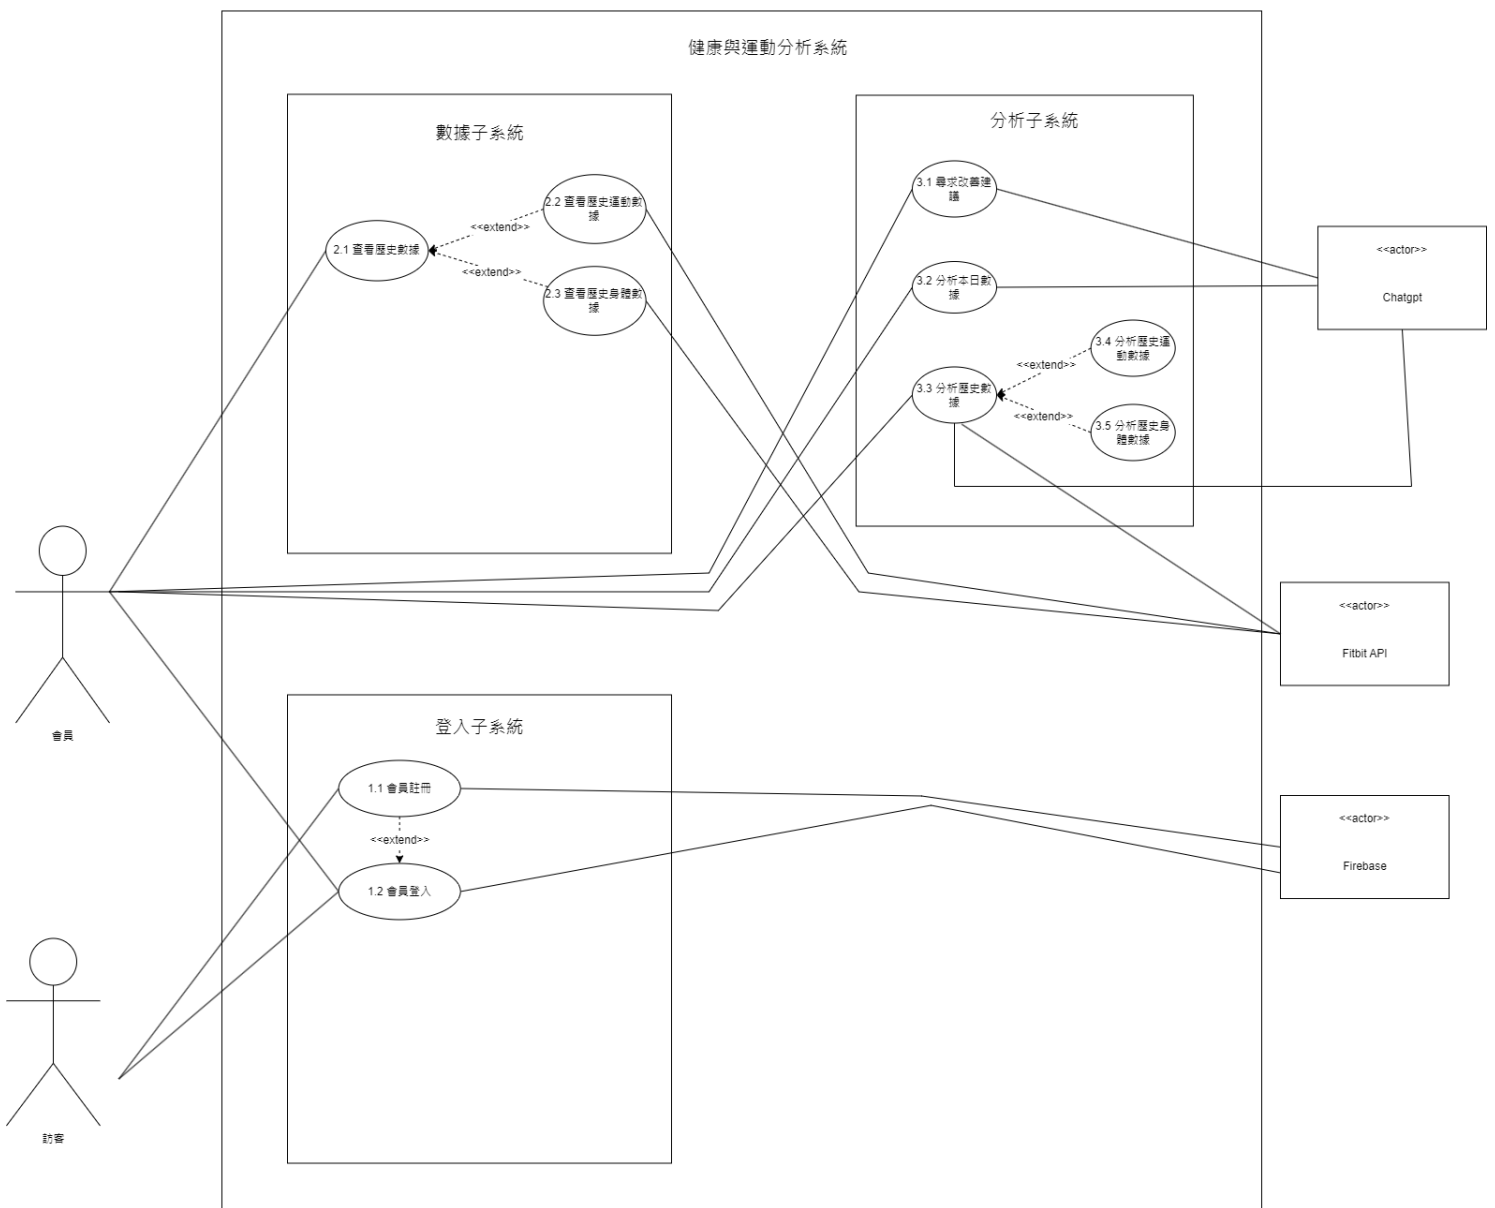 健康與運動分析系統
數據子系統
2.1 查看歷史數據
<<extend>>
<<extend>>
2.2 查看歷史運動數
據
2.3 查看歷史身體數
據
分析子系統
3.1 尋求改善建
議
3.2 分析本日數
據
3.3 分析歷史數
據
<<extend>>
<<extend>>
3.4 分析歷史運
動數據
3.5 分析歷史身
體數據
<<actor>>
Chatgpt
<<actor>>
Fitbit API
會員
登入子系統
1.1 會員註冊
<<extend>>
1.2 會員登入
<<actor>>
Firebase
訪客